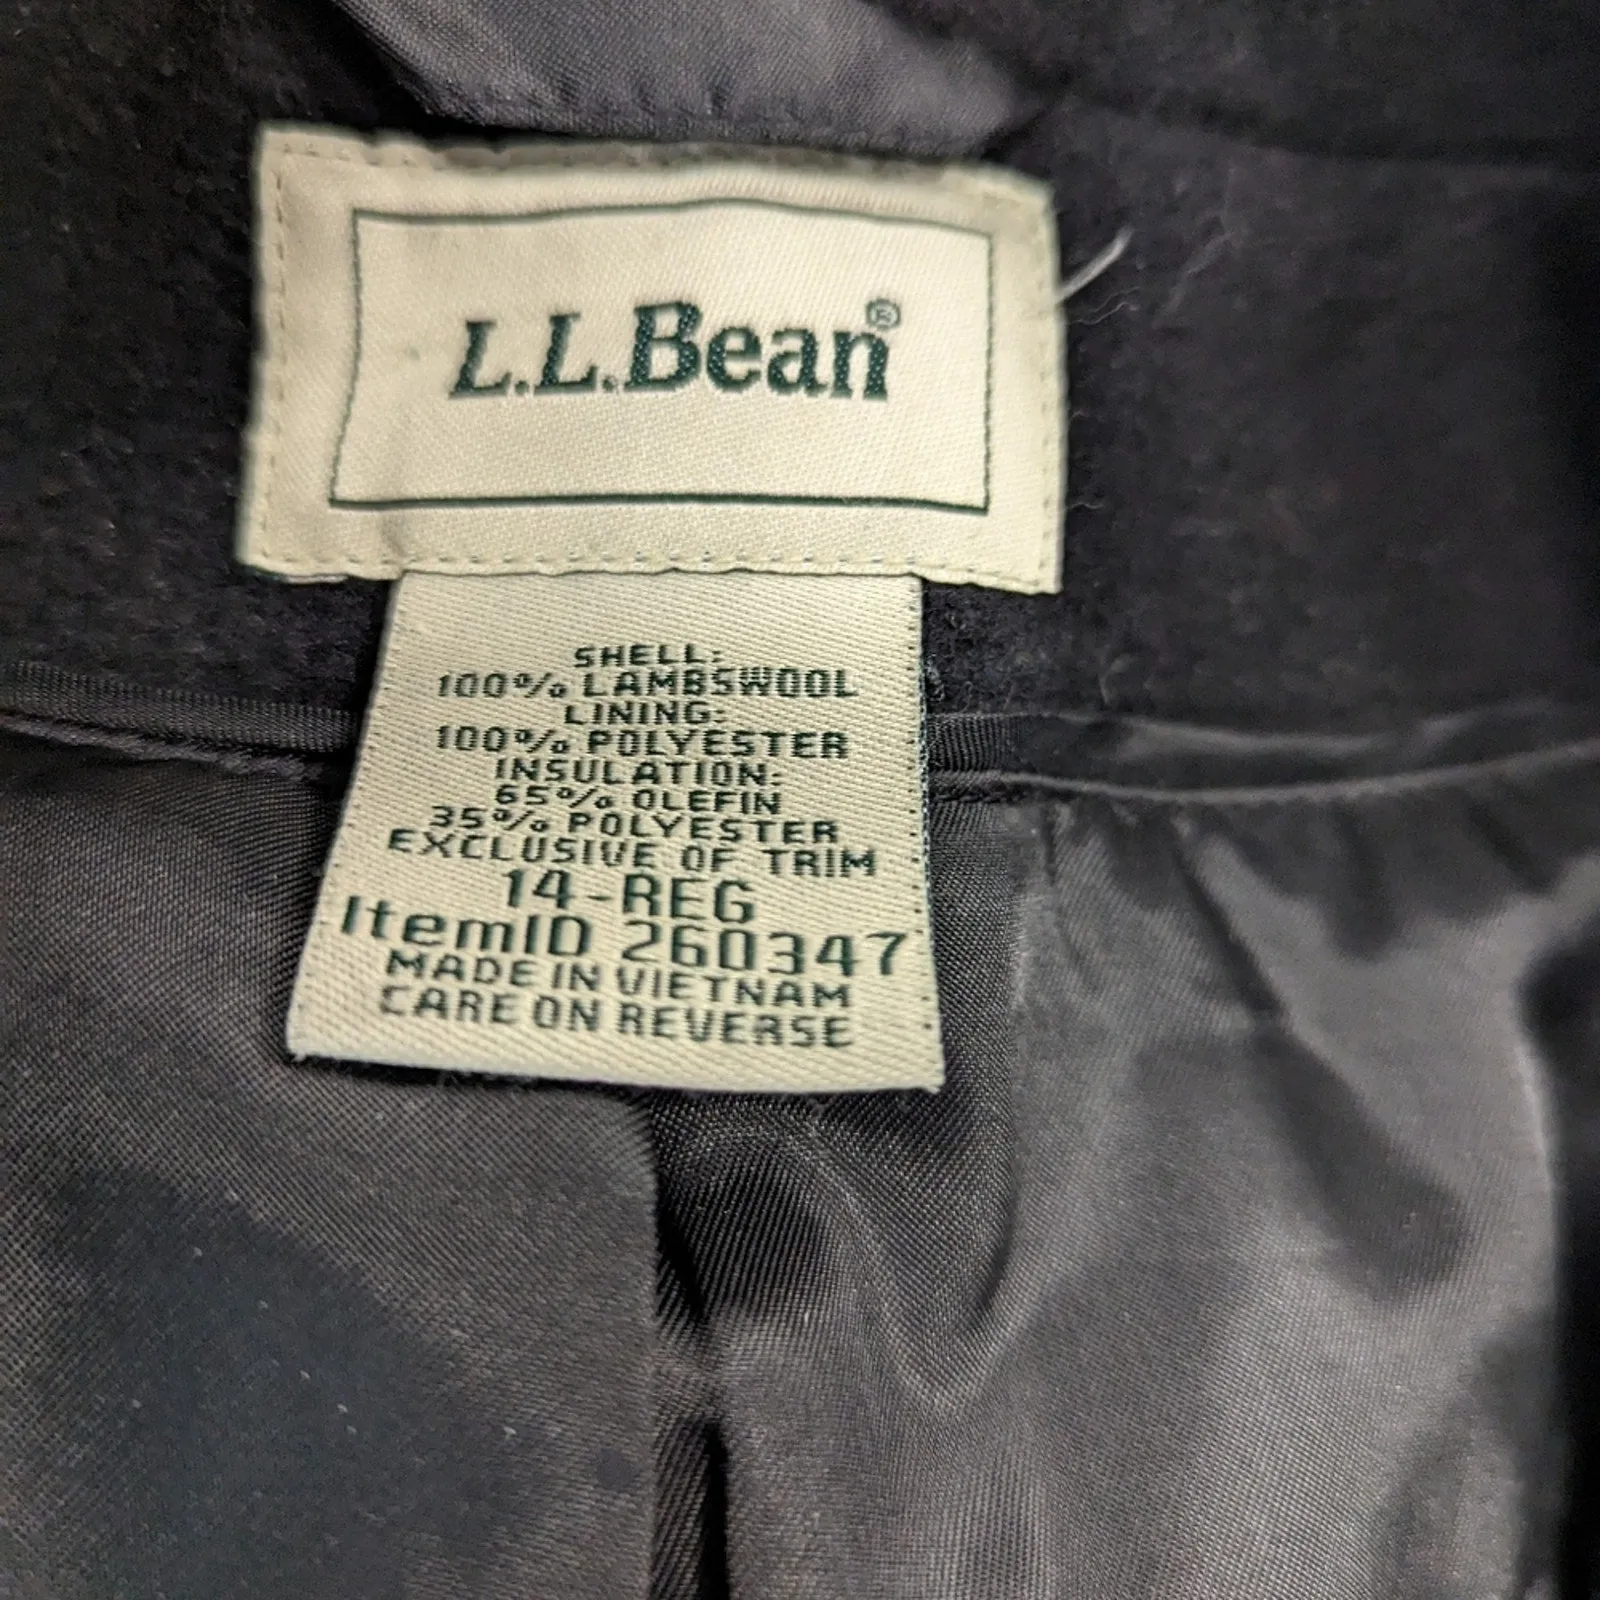 L.L.Bean®
SHELL:
100% LAMBSWOOL
LINING:
100% POLYESTER
INSULATION:
65% OLEFIN
35% POLYESTER
EXCLUSIVE OF TRIM
14-REG
ItemID 260347
MADE IN VIETNAM
CARE ON REVERSE